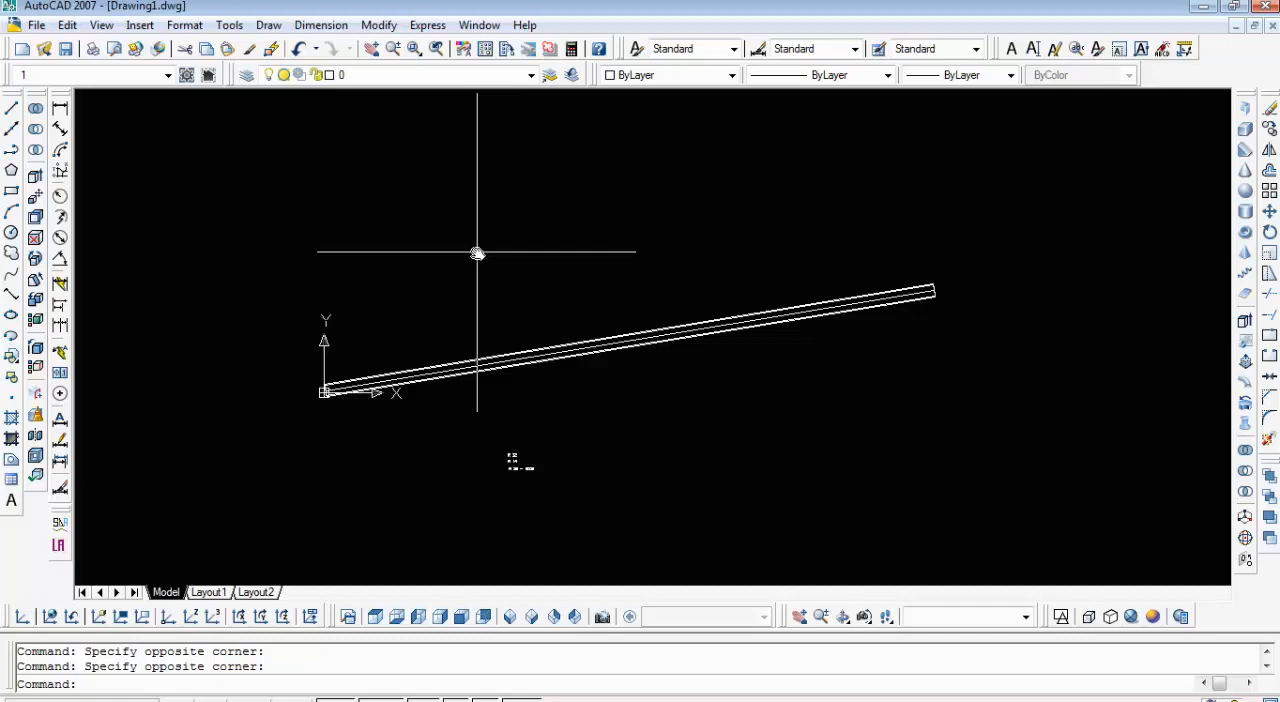 AutoCAD 2007 - [Drawing1.dwg]
File Edit View Insert Format Tools Draw Dimension Modify Express Window Help
Standard Standard Standard
1 0 ByLayer ByLayer ByLayer ByColor
Y
X
A
Model Layout1 Layout2
Command: Specify opposite corner:
Command: Specify opposite corner:
Command: